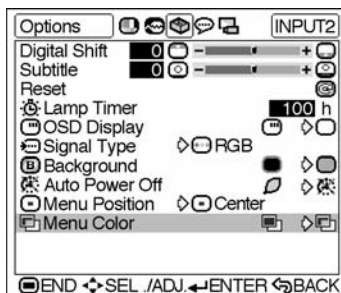 Options INPUT2
Digital Shift 0 - +
Subtitle 0 - +
Reset
Lamp Timer 100 h
OSD Display
Signal Type RGB
B Background
Auto Power Off
Menu Position Center
Menu Color
END SEL./ADJ. ENTER BACK